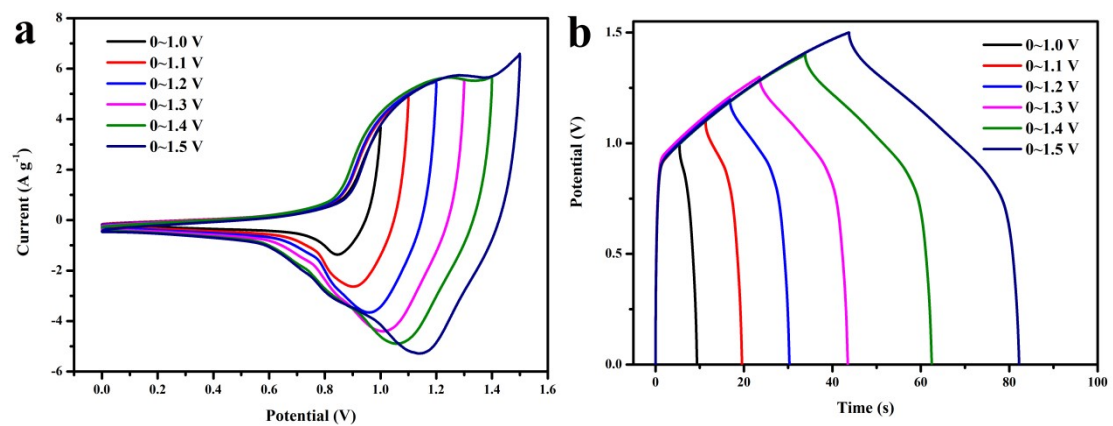 a
8
6
4
2
0
-2
-4
-6
Current (A g⁻¹)
0~1.0 V
0~1.1 V
0~1.2 V
0~1.3 V
0~1.4 V
0~1.5 V
0.0 0.2 0.4 0.6 0.8 1.0 1.2 1.4 1.6
Potential (V)
b
1.5
1.0
0.5
0.0
Potential (V)
0~1.0 V
0~1.1 V
0~1.2 V
0~1.3 V
0~1.4 V
0~1.5 V
0 20 40 60 80 100
Time (s)